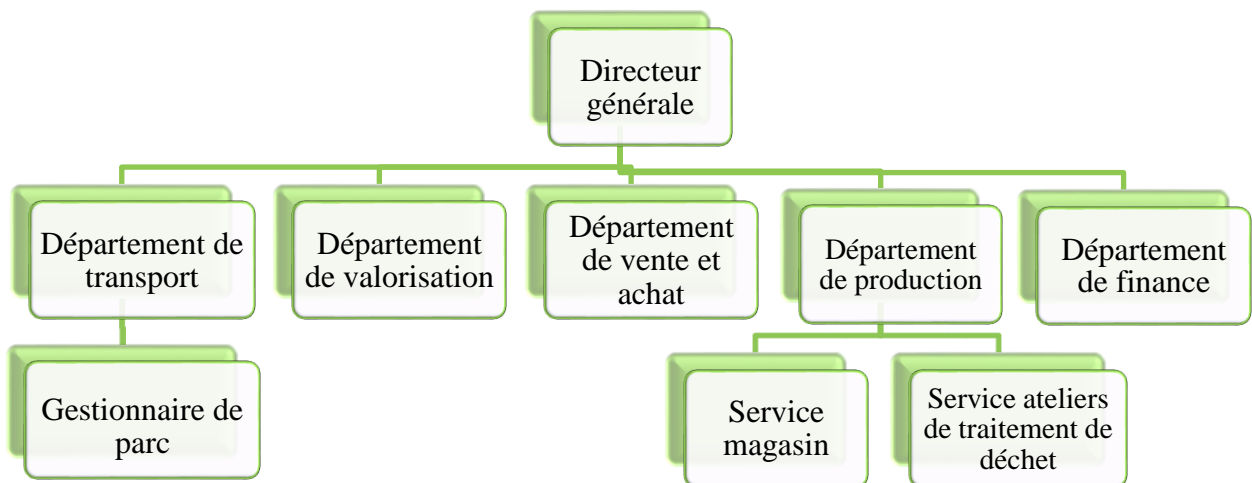 Directeur
générale
Département de
transport
Département
de valorisation
Département
de vente et
achat
Département
de production
Département
de finance
Gestionnaire de
parc
Service
magasin
Service ateliers
de traitement de
déchet